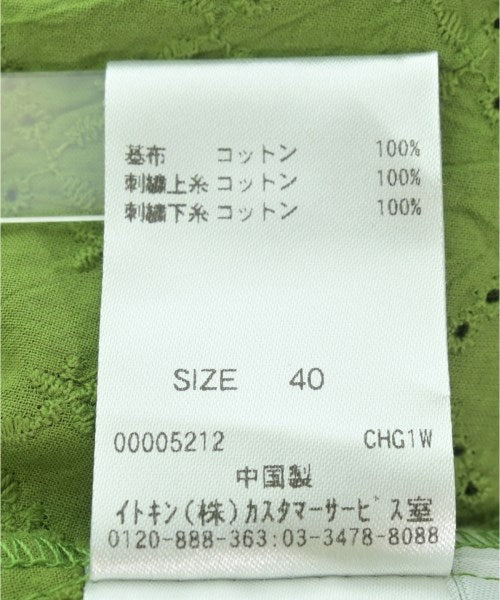 基布 コットン 100%
刺繍上糸 コットン 100%
刺繍下糸 コットン 100%
SIZE 40
00005212 CHG1W
中国製
イトキン(株)カスタマーサービス室
0120-888-363:03-3478-8088